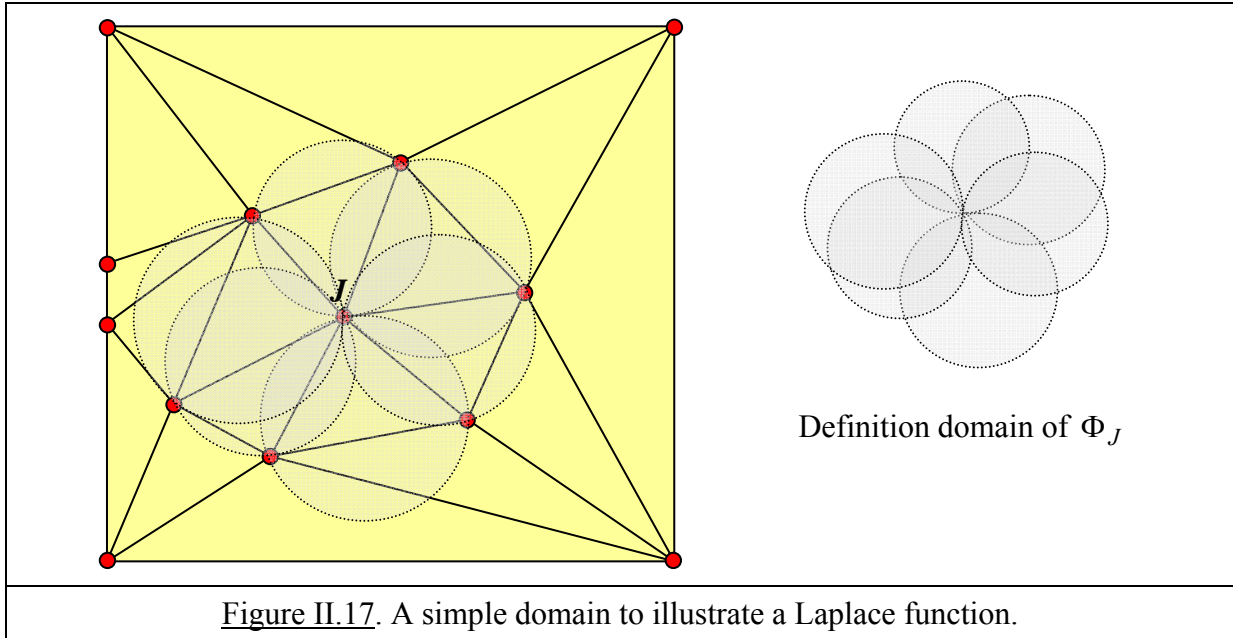 J
Definition domain of Φ_J
Figure II.17. A simple domain to illustrate a Laplace function.